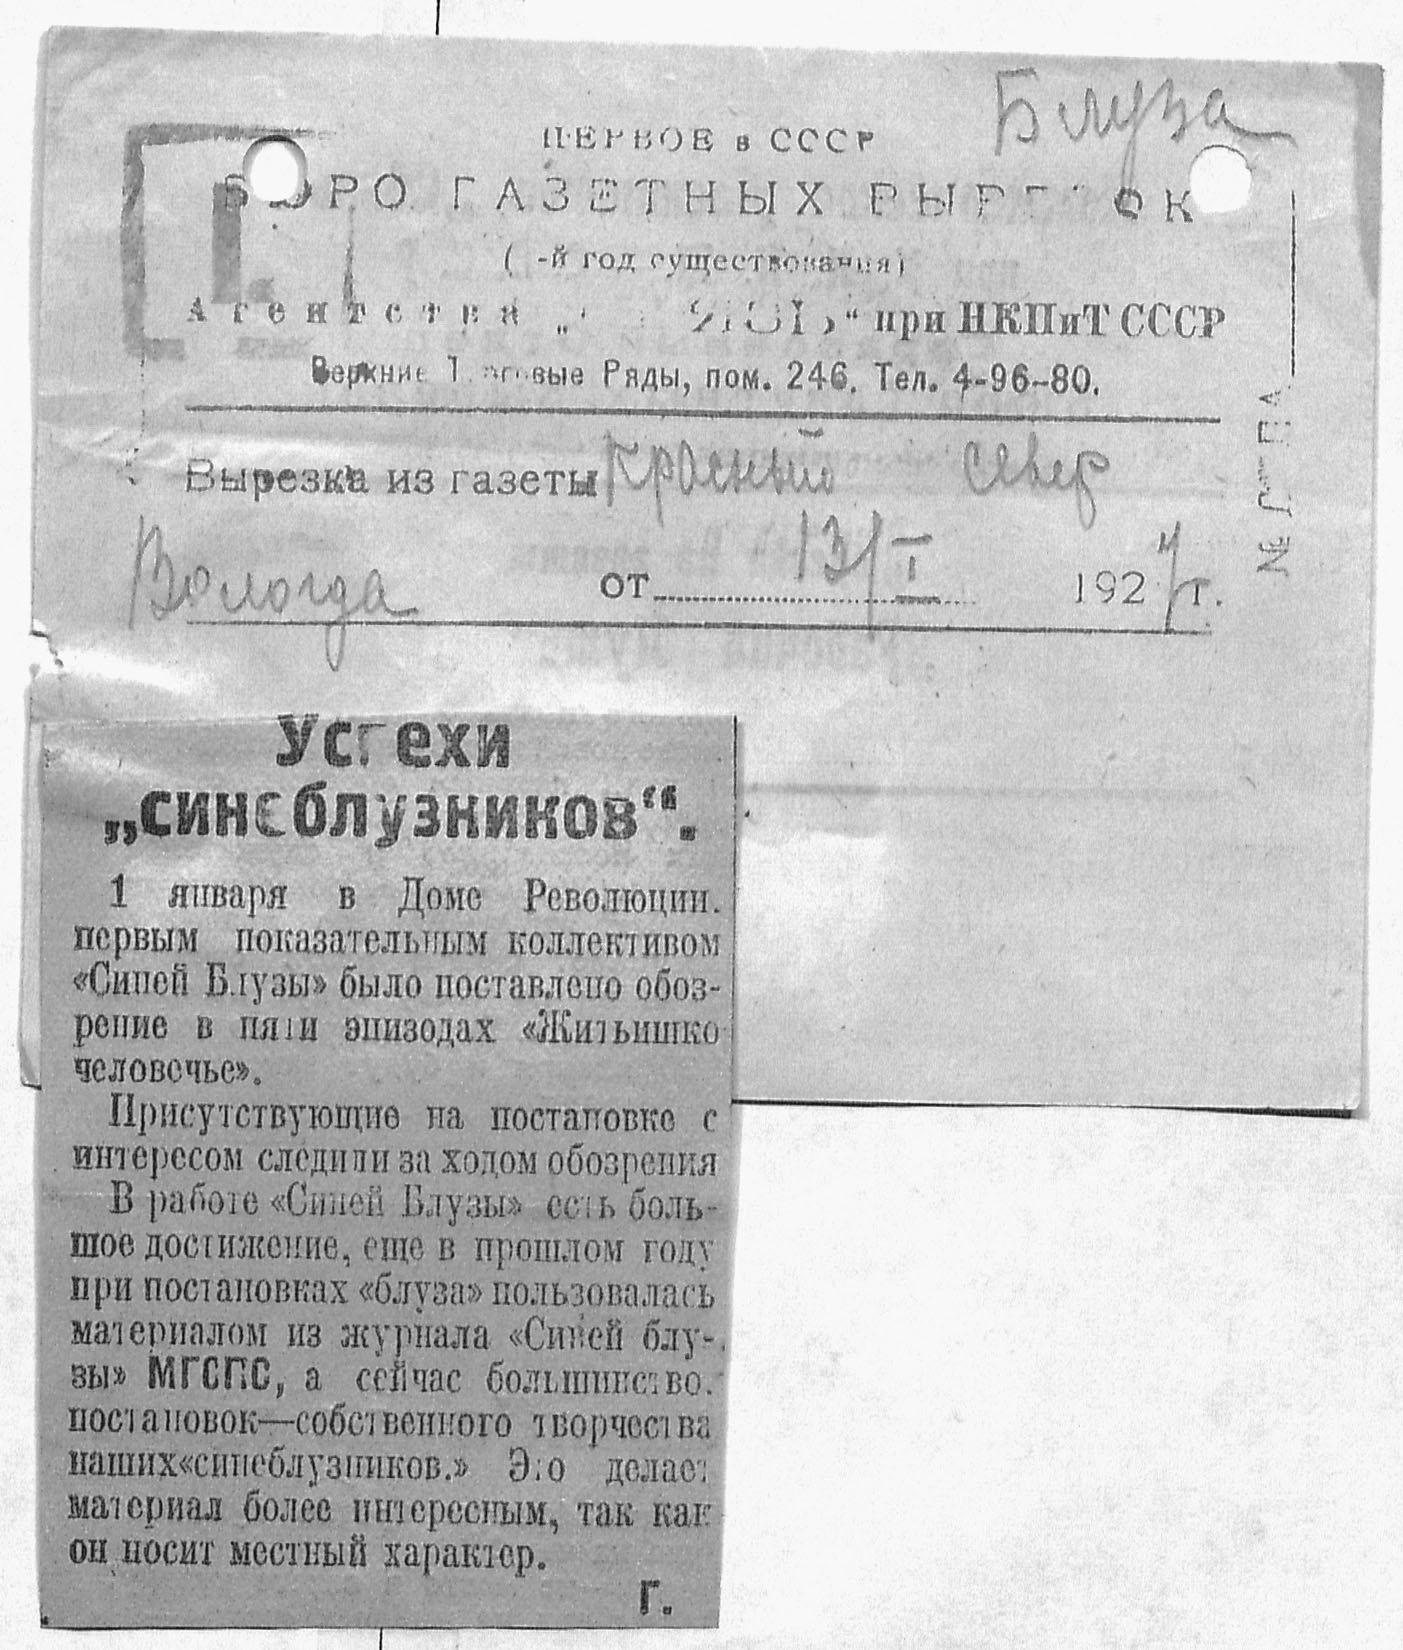 Блуза
ПЕРВОЕ в СССР
БЮРО ГАЗЕТНЫХ ВЫРЕЗОК
( -й год существования)
Агентства „ “ при НКПиТ СССР
Верхние Торговые Ряды, пом. 246. Тел. 4-96-80.
Вырезка из газеты Красный север
Вологда от 13/I 1927 г.
Успехи
„синеблузников“.
1 января в Доме Революции.
первым показательным коллективом
«Синей Блузы» было поставлено обоз-
рение в пяти эпизодах «Житьишко
человечье».
Присутствующие на постановке с
интересом следили за ходом обозрения
В работе «Синей Блузы» есть боль-
шое достижение, еще в прошлом году
при постановках «блуза» пользовалась
материалом из журнала «Синей блу-
зы» МГСПС, а сейчас большинство.
постановок—собственного творчества
наших«синеблузников.» Это делает
материал более интересным, так как
он носит местный характер.
Г.